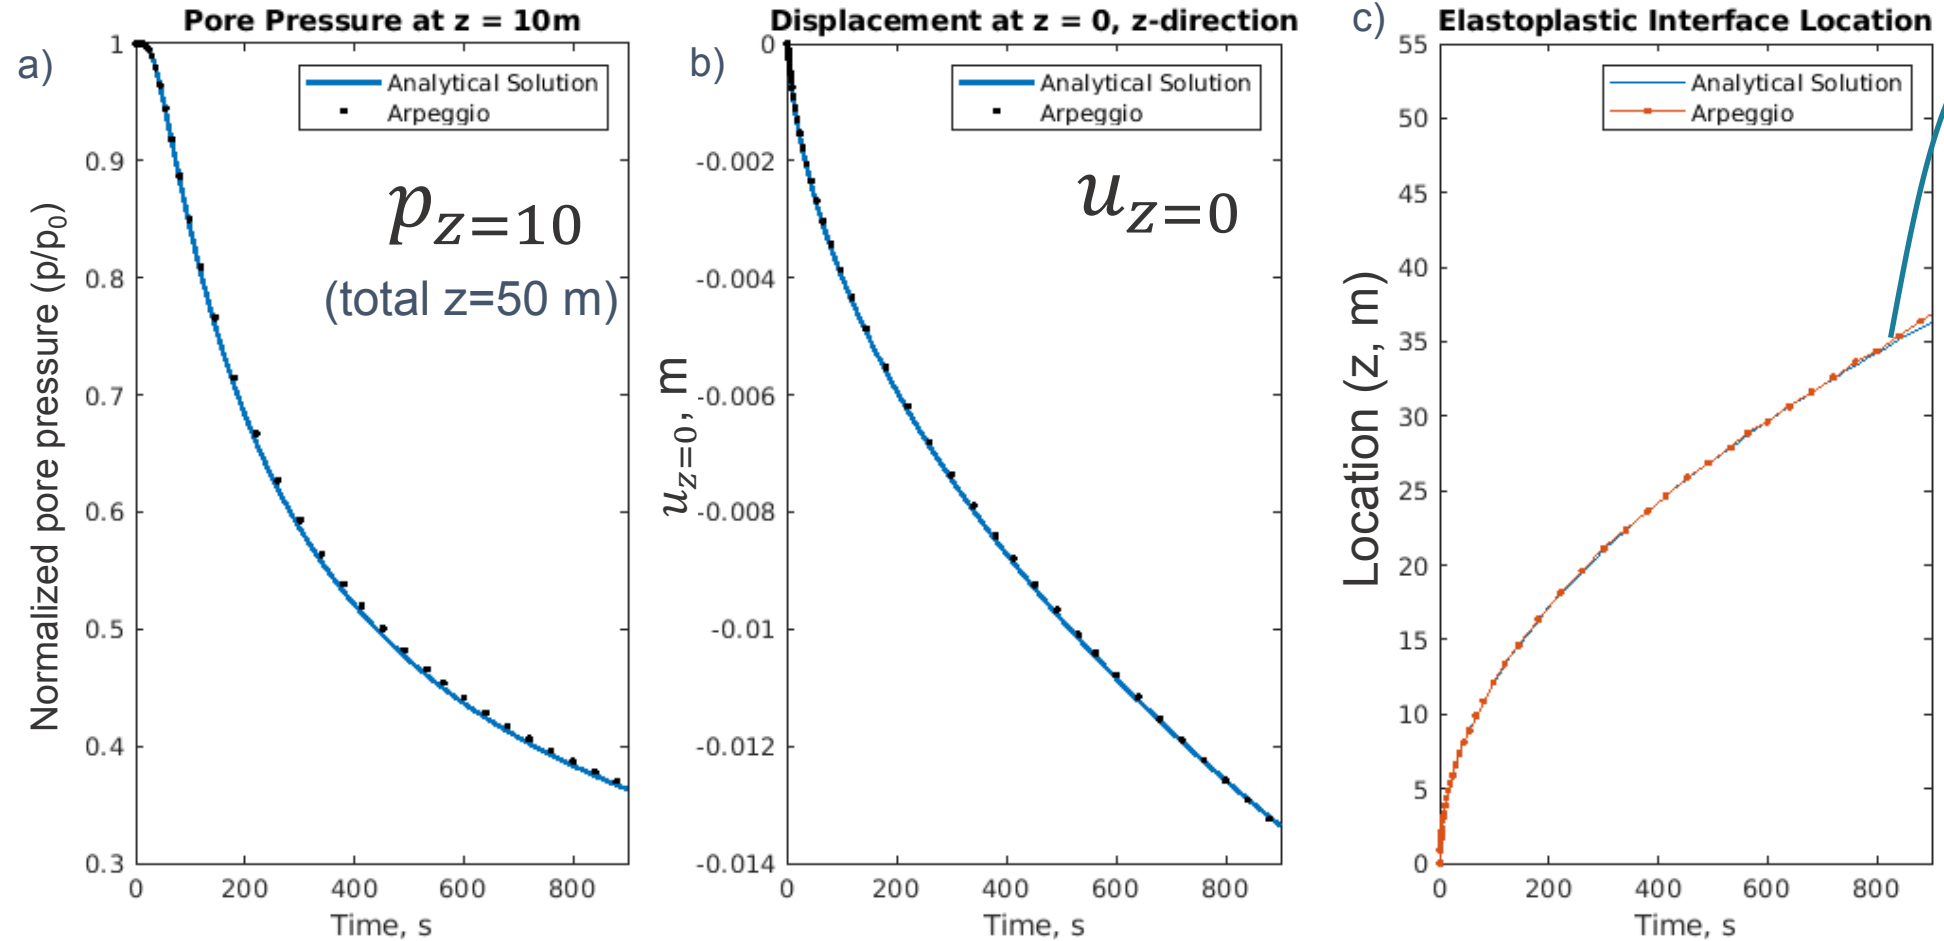 a)
Pore Pressure at z = 10m
Analytical Solution
Arpeggio
p_{z=10}
(total z=50 m)
Normalized pore pressure (p/p_0)
1
0.9
0.8
0.7
0.6
0.5
0.4
0.3
0 200 400 600 800
Time, s
b)
Displacement at z = 0, z-direction
Analytical Solution
Arpeggio
u_{z=0}
u_{z=0}, m
0
-0.002
-0.004
-0.006
-0.008
-0.01
-0.012
-0.014
0 200 400 600 800
Time, s
c)
Elastoplastic Interface Location
Analytical Solution
Arpeggio
Location (z, m)
55
50
45
40
35
30
25
20
15
10
5
0
0 200 400 600 800
Time, s